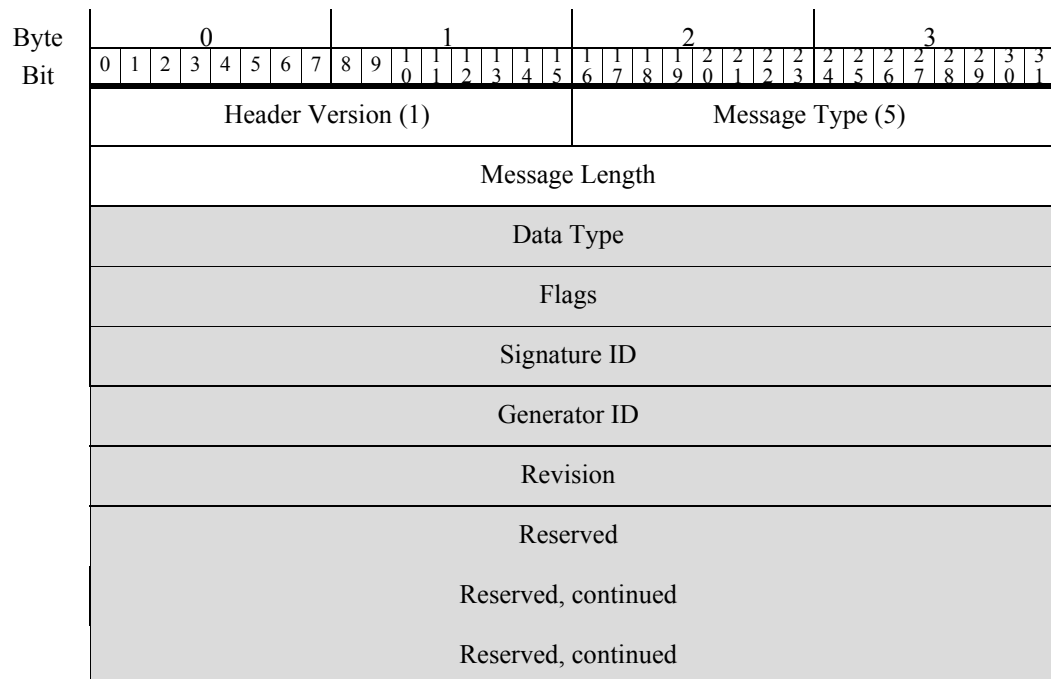 Byte 0 1 2 3
Bit 0 1 2 3 4 5 6 7 8 9 10 11 12 13 14 15 16 17 18 19 20 21 22 23 24 25 26 27 28 29 30 31
Header Version (1) Message Type (5)
Message Length
Data Type
Flags
Signature ID
Generator ID
Revision
Reserved
Reserved, continued
Reserved, continued